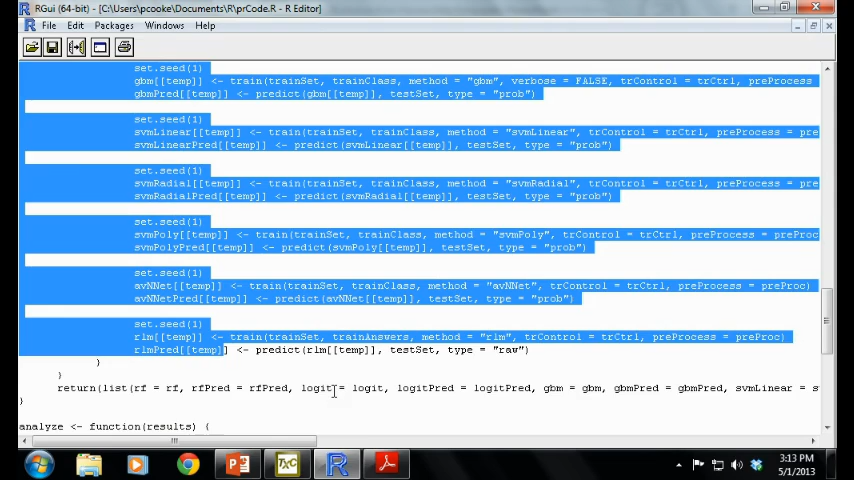 RGui (64-bit) - [C:\Users\pcooke\Documents\R\prCode.R - R Editor]
File Edit Packages Windows Help
set.seed(1)
gbm[[temp]] <- train(trainSet, trainClass, method = "gbm", verbose = FALSE, trControl = trCtrl, preProcess
gbmPred[[temp]] <- predict(gbm[[temp]], testSet, type = "prob")
set.seed(1)
svmLinear[[temp]] <- train(trainSet, trainClass, method = "svmLinear", trControl = trCtrl, preProcess = pre
svmLinearPred[[temp]] <- predict(svmLinear[[temp]], testSet, type = "prob")
set.seed(1)
svmRadial[[temp]] <- train(trainSet, trainClass, method = "svmRadial", trControl = trCtrl, preProcess = pre
svmRadialPred[[temp]] <- predict(svmRadial[[temp]], testSet, type = "prob")
set.seed(1)
svmPoly[[temp]] <- train(trainSet, trainClass, method = "svmPoly", trControl = trCtrl, preProcess = preProc
svmPolyPred[[temp]] <- predict(svmPoly[[temp]], testSet, type = "prob")
set.seed(1)
avNNet[[temp]] <- train(trainSet, trainClass, method = "avNNet", trControl = trCtrl, preProcess = preProc)
avNNetPred[[temp]] <- predict(avNNet[[temp]], testSet, type = "prob")
set.seed(1)
rlm[[temp]] <- train(trainSet, trainAnswers, method = "rlm", trControl = trCtrl, preProcess = preProc)
rlmPred[[temp]] <- predict(rlm[[temp]], testSet, type = "raw")
}
}
return(list(rf = rf, rfPred = rfPred, logit = logit, logitPred = logitPred, gbm = gbm, gbmPred = gbmPred, svmLinear = s
}
analyze <- function(results) {
TXC
3:13 PM
5/1/2013